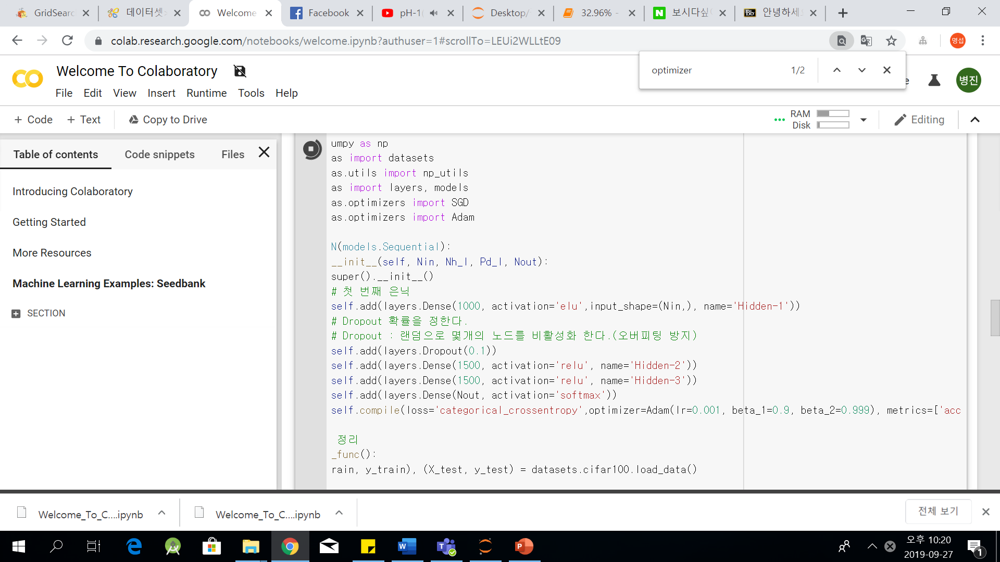 GridSearc
데이터셋
Welcome
Facebook
pH-1
Desktop/
32.96% -
보시다싶
안녕하세
colab.research.google.com/notebooks/welcome.ipynb?authuser=1#scrollTo=LEUi2WLLtE09
명섭
optimizer 1/2
Welcome To Colaboratory
File Edit View Insert Runtime Tools Help
병진
+ Code + Text Copy to Drive
RAM
Disk
Editing
Table of contents Code snippets Files
Introducing Colaboratory
Getting Started
More Resources
Machine Learning Examples: Seedbank
SECTION
umpy as np
as import datasets
as.utils import np_utils
as import layers, models
as.optimizers import SGD
as.optimizers import Adam
N(models.Sequential):
__init__(self, Nin, Nh_l, Pd_l, Nout):
super().__init__()
# 첫 번째 은닉
self.add(layers.Dense(1000, activation='elu',input_shape=(Nin,), name='Hidden-1'))
# Dropout 확률을 정한다.
# Dropout : 랜덤으로 몇개의 노드를 비활성화 한다.(오버피팅 방지)
self.add(layers.Dropout(0.1))
self.add(layers.Dense(1500, activation='relu', name='Hidden-2'))
self.add(layers.Dense(1500, activation='relu', name='Hidden-3'))
self.add(layers.Dense(Nout, activation='softmax'))
self.compile(loss='categorical_crossentropy',optimizer=Adam(lr=0.001, beta_1=0.9, beta_2=0.999), metrics=['acc
정리
_func():
rain, y_train), (X_test, y_test) = datasets.cifar100.load_data()
Welcome_To_C....ipynb
Welcome_To_C....ipynb
전체 보기
오후 10:20
2019-09-27
1